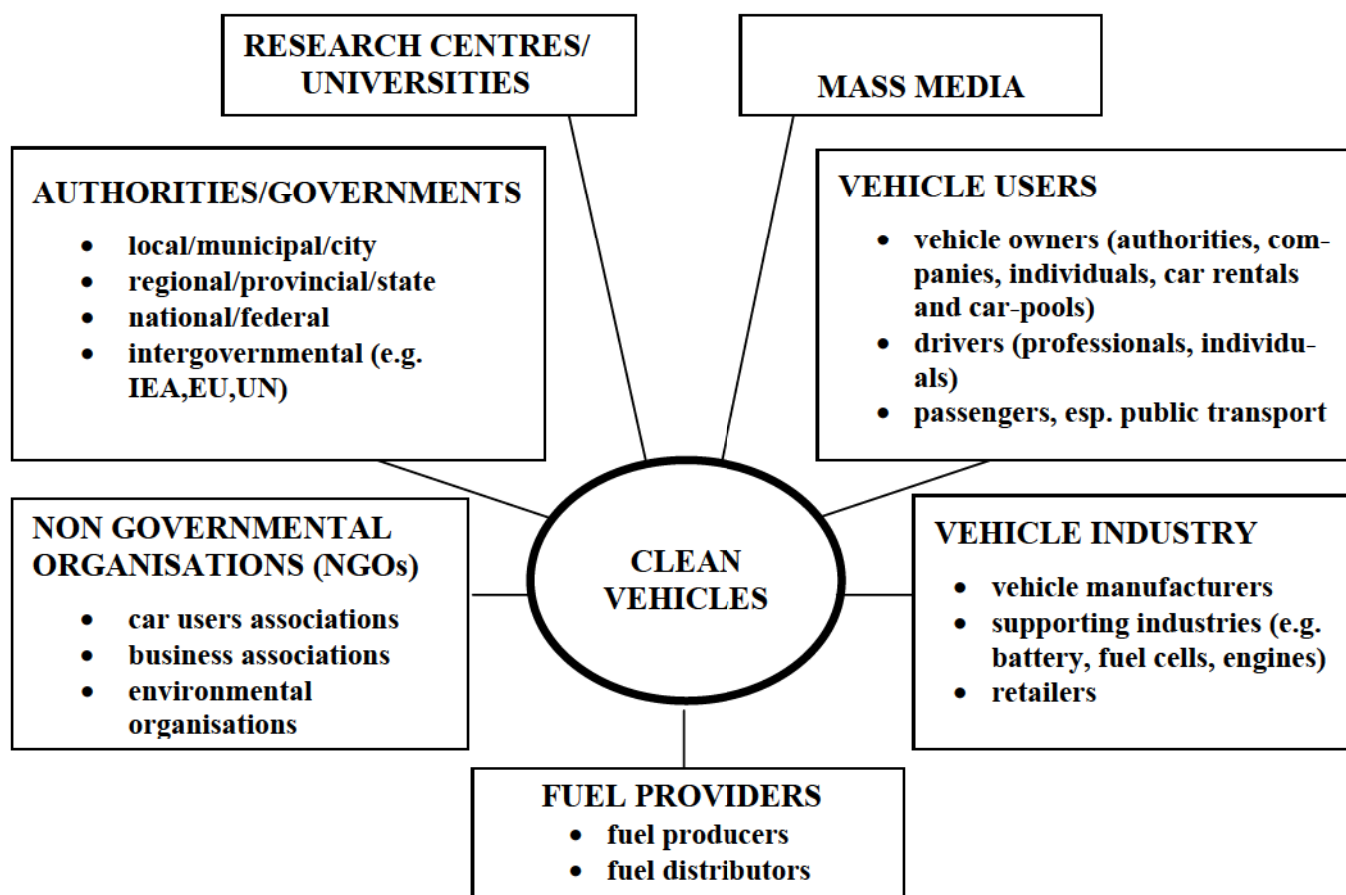 RESEARCH CENTRES/
UNIVERSITIES
MASS MEDIA
AUTHORITIES/GOVERNMENTS
• local/municipal/city
• regional/provincial/state
• national/federal
• intergovernmental (e.g.
IEA,EU,UN)
VEHICLE USERS
• vehicle owners (authorities, com-
panies, individuals, car rentals
and car-pools)
• drivers (professionals, individu-
als)
• passengers, esp. public transport
NON GOVERNMENTAL
ORGANISATIONS (NGOs)
• car users associations
• business associations
• environmental
organisations
CLEAN
VEHICLES
VEHICLE INDUSTRY
• vehicle manufacturers
• supporting industries (e.g.
battery, fuel cells, engines)
• retailers
FUEL PROVIDERS
• fuel producers
• fuel distributors